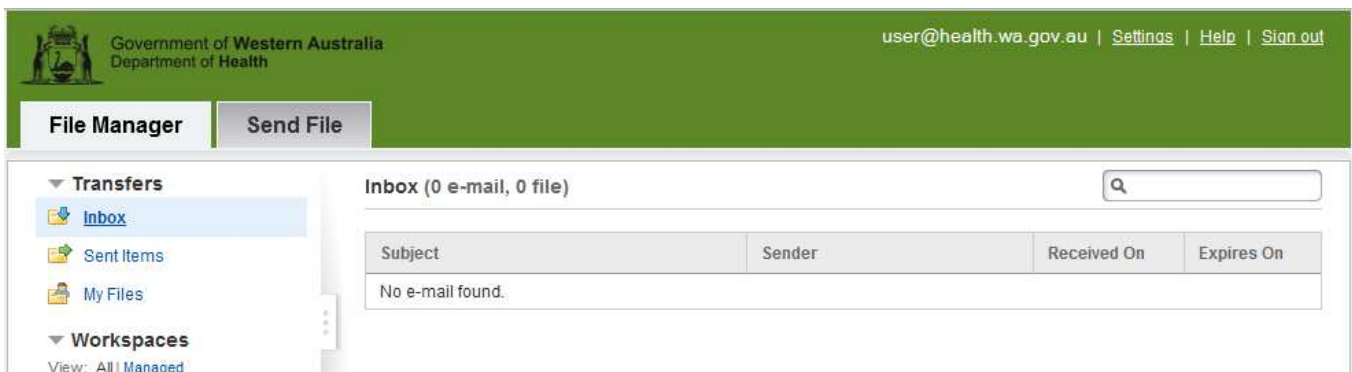 Government of Western Australia
Department of Health
user@health.wa.gov.au | Settings | Help | Sign out
File Manager
Send File
Transfers
Inbox
Sent Items
My Files
Workspaces
View: All | Managed
Inbox (0 e-mail, 0 file)
Subject Sender Received On Expires On
No e-mail found.